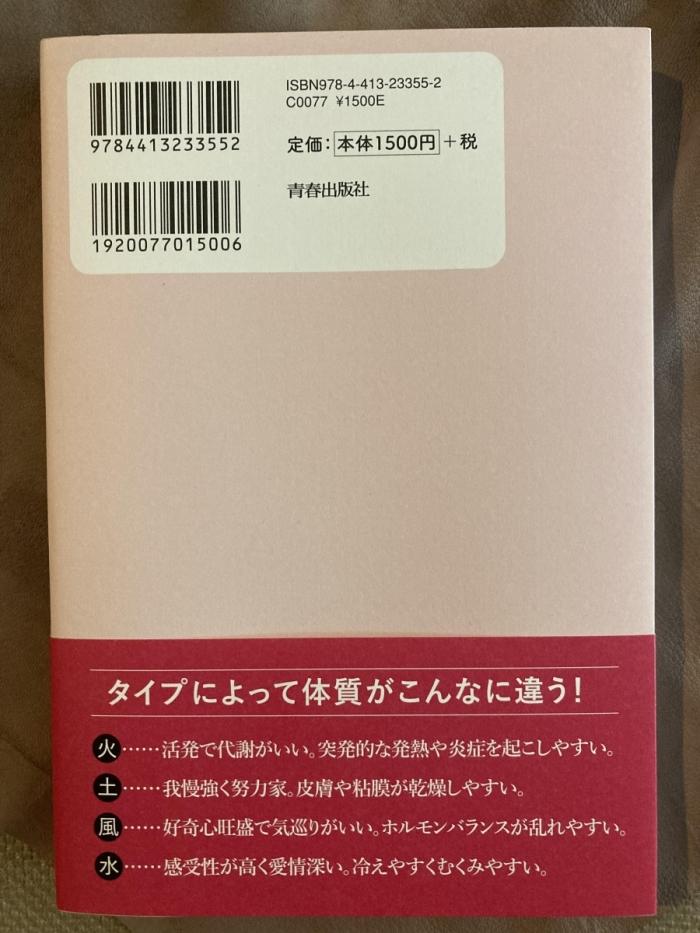 ISBN978-4-413-23355-2
C0077 ¥1500E
9784413233552
定価：本体1500円＋税
青春出版社
1920077015006
タイプによって体質がこんなに違う！
火……活発で代謝がいい。突発的な発熱や炎症を起こしやすい。
土……我慢強く努力家。皮膚や粘膜が乾燥しやすい。
風……好奇心旺盛で気巡りがいい。ホルモンバランスが乱れやすい。
水……感受性が高く愛情深い。冷えやすくむくみやすい。